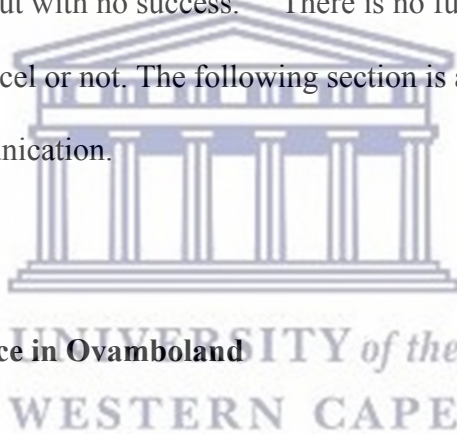 ut with no success. There is no fu
cel or not. The following section is a
nication.
ce in Ovamboland
UNIVERSITY of the
WESTERN CAPE